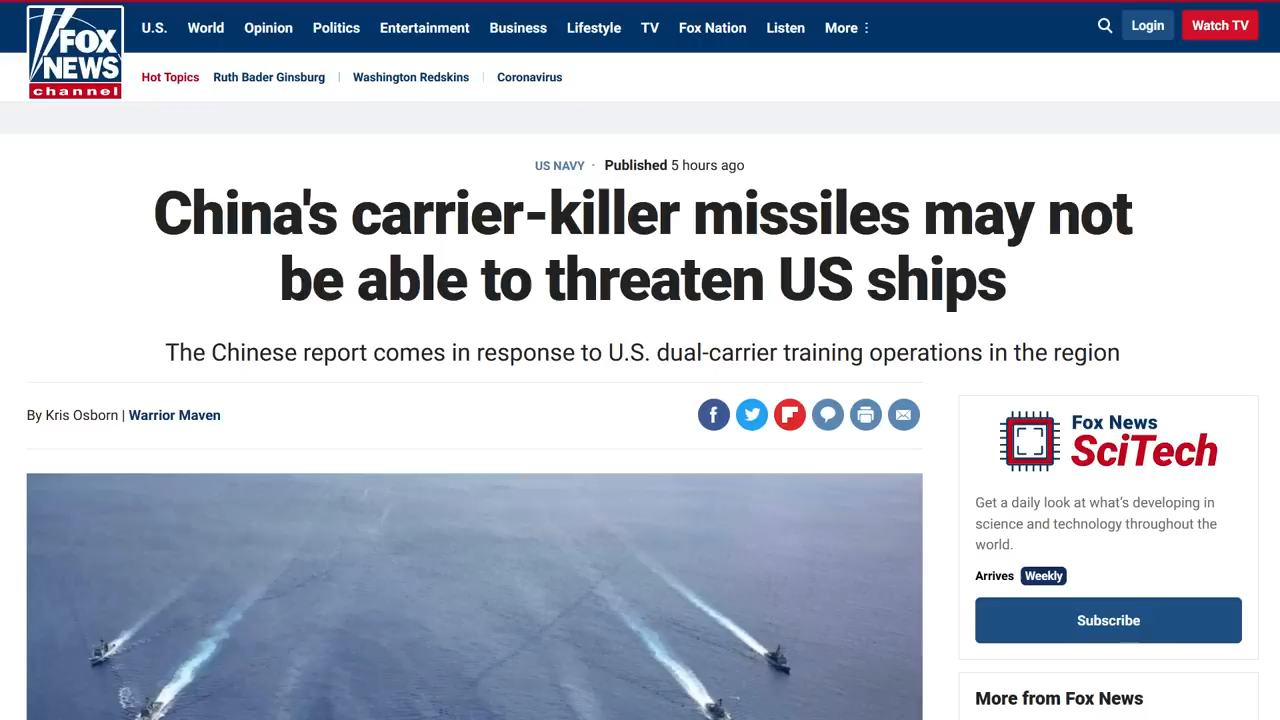 FOX
NEWS
channel
U.S. World Opinion Politics Entertainment Business Lifestyle TV Fox Nation Listen More
Login
Watch TV
Hot Topics Ruth Bader Ginsburg Washington Redskins Coronavirus
US NAVY · Published 5 hours ago
China's carrier-killer missiles may not
be able to threaten US ships
The Chinese report comes in response to U.S. dual-carrier training operations in the region
By Kris Osborn | Warrior Maven
Fox News
SciTech
Get a daily look at what's developing in
science and technology throughout the
world.
Arrives Weekly
Subscribe
More from Fox News